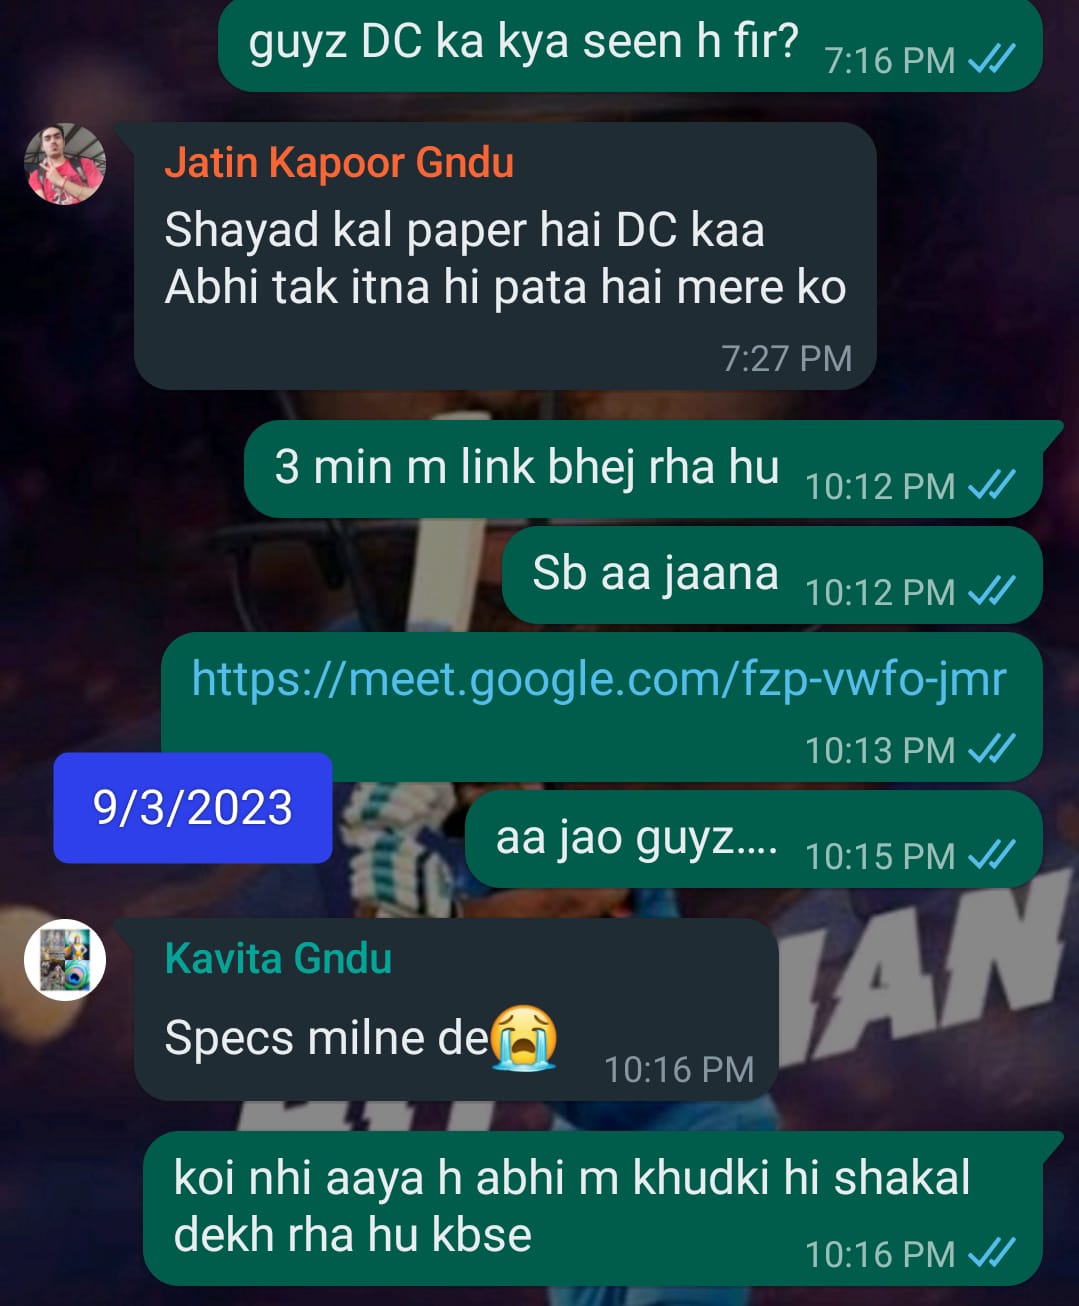 guyz DC ka kya seen h fir?
7:16 PM
Jatin Kapoor Gndu
Shayad kal paper hai DC kaa
Abhi tak itna hi pata hai mere ko
7:27 PM
3 min m link bhej rha hu
10:12 PM
Sb aa jaana
10:12 PM
https://meet.google.com/fzp-vwfo-jmr
10:13 PM
9/3/2023
aa jao guyz....
10:15 PM
Kavita Gndu
Specs milne de😭
10:16 PM
koi nhi aaya h abhi m khudki hi shakal
dekh rha hu kbse
10:16 PM